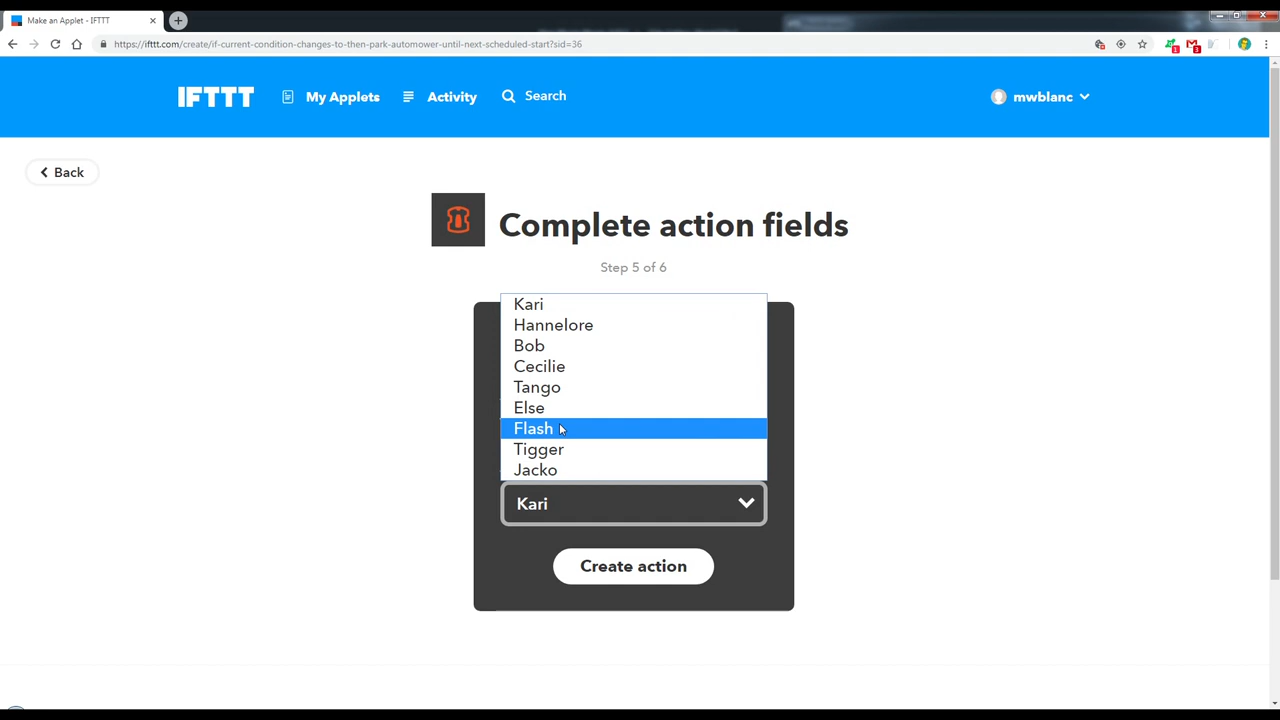 Make an Applet - IFTTT
https://ifttt.com/create/if-current-condition-changes-to-then-park-automower-until-next-scheduled-start?sid=36
1
3
IFTTT
My Applets
Activity
Search
mwblanc
Back
Complete action fields
Step 5 of 6
Kari
Hannelore
Bob
Cecilie
Tango
Else
Flash
Tigger
Jacko
Kari
Create action